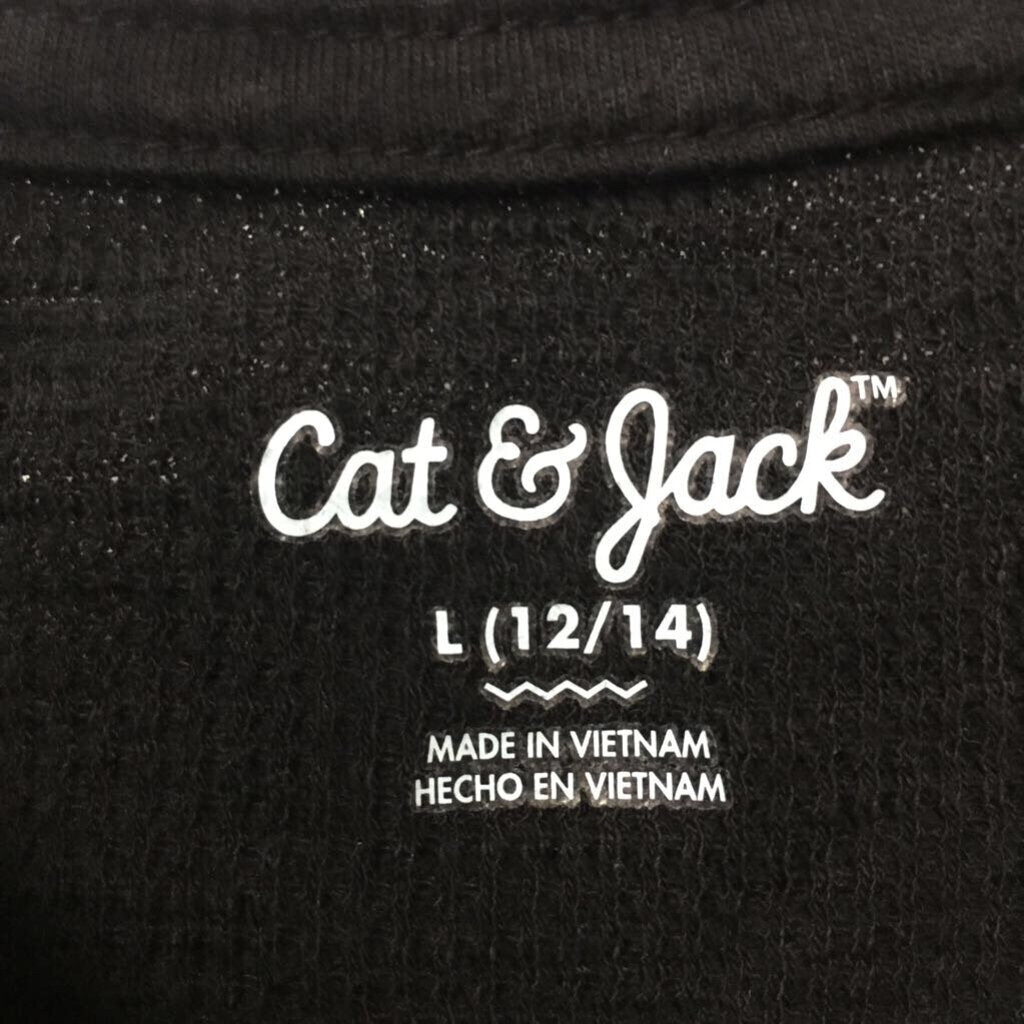 Cat & Jack™
L (12/14)
MADE IN VIETNAM
HECHO EN VIETNAM